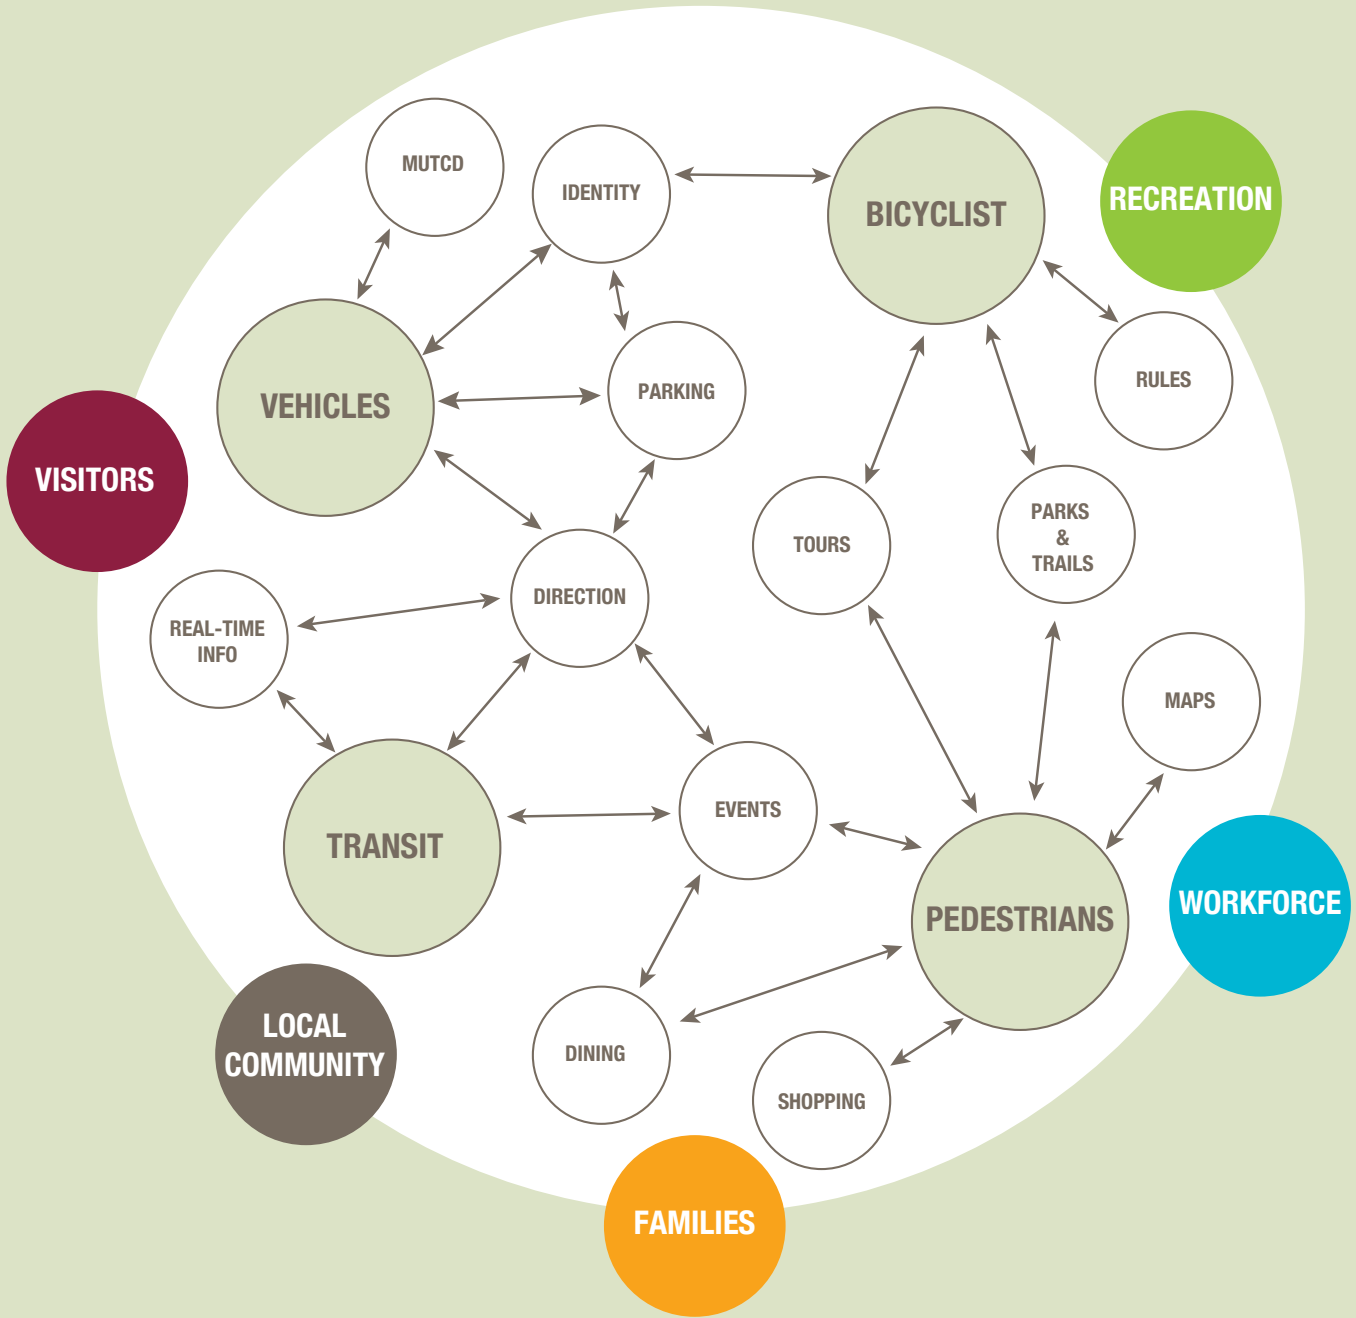 MUTCD
IDENTITY
BICYCLIST
RECREATION
VEHICLES
PARKING
RULES
VISITORS
TOURS
PARKS
&
TRAILS
DIRECTION
REAL-TIME
INFO
MAPS
EVENTS
TRANSIT
PEDESTRIANS
WORKFORCE
LOCAL
COMMUNITY
DINING
SHOPPING
FAMILIES